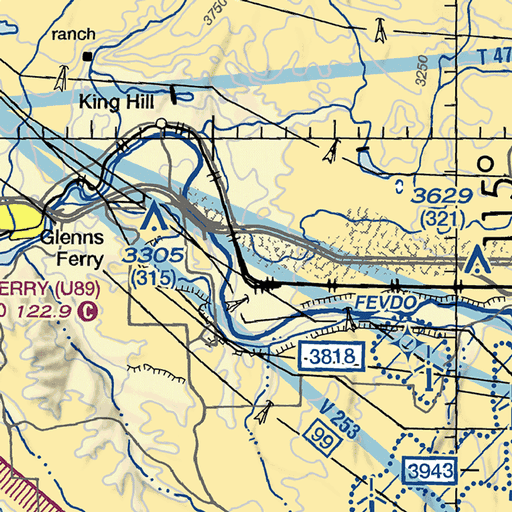 3750
ranch
T 47
3250
King Hill
115°
3629
(321)
Glenns
Ferry
3305
(315)
ERRY (U89)
0 122.9 C
FEVDO
3818
V 253
99
3943